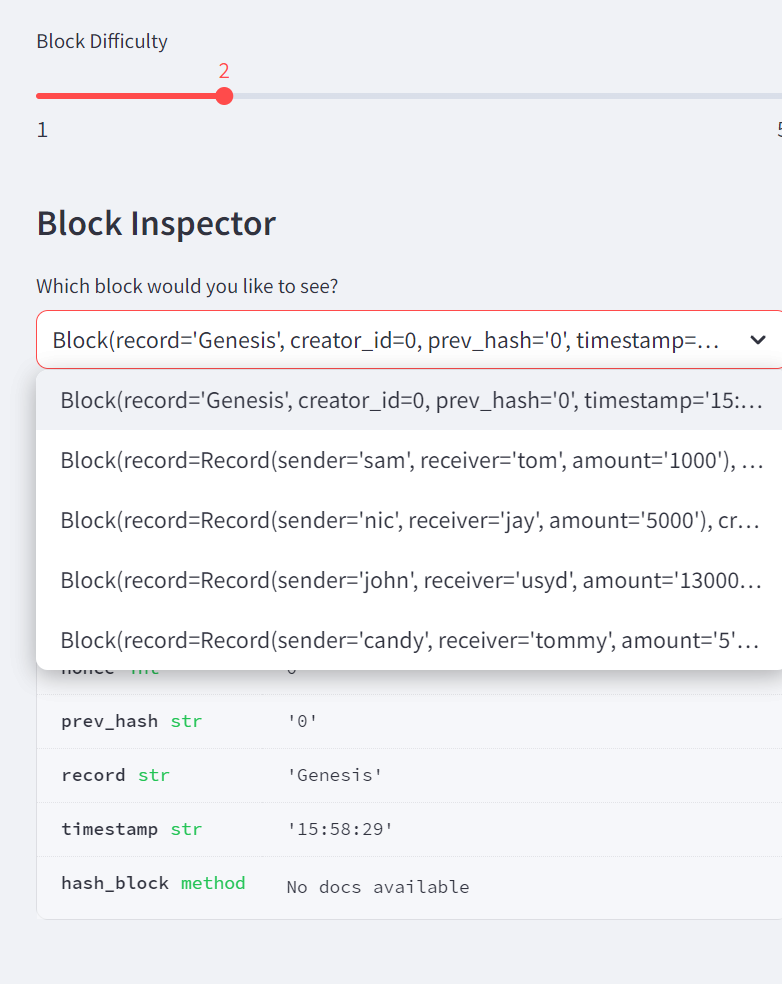 Block Difficulty
2
1
Block Inspector
Which block would you like to see?
Block(record='Genesis', creator_id=0, prev_hash='0', timestamp=...
Block(record='Genesis', creator_id=0, prev_hash='0', timestamp='15:...
Block(record=Record(sender='sam', receiver='tom', amount='1000'), ...
Block(record=Record(sender='nic', receiver='jay', amount='5000'), cr...
Block(record=Record(sender='john', receiver='usyd', amount='13000...
Block(record=Record(sender='candy', receiver='tommy', amount='5'...
nonce int 0
prev_hash str '0'
record str 'Genesis'
timestamp str '15:58:29'
hash_block method No docs available